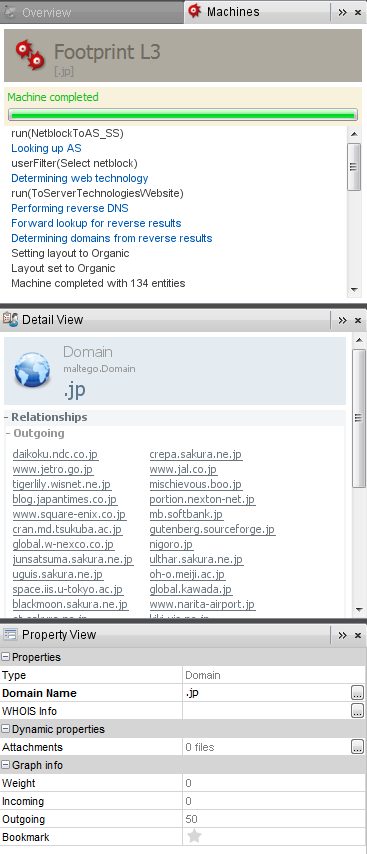 Overview
Machines
Footprint L3
[.jp]
Machine completed
run(NetblockToAS_SS)
Looking up AS
userFilter(Select netblock)
Determining web technology
run(ToServerTechnologiesWebsite)
Performing reverse DNS
Forward lookup for reverse results
Determining domains from reverse results
Setting layout to Organic
Layout set to Organic
Machine completed with 134 entities
Detail View
Domain
maltego.Domain
.jp
- Relationships
- Outgoing
daikoku.ndc.co.jp crepa.sakura.ne.jp
www.jetro.go.jp www.jal.co.jp
tigerlily.wisnet.ne.jp mischievous.boo.jp
blog.japantimes.co.jp portion.nexton-net.jp
www.square-enix.co.jp mb.softbank.jp
cran.md.tsukuba.ac.jp gutenberg.sourceforge.jp
global.w-nexco.co.jp nigoro.jp
junsatsuma.sakura.ne.jp ulthar.sakura.ne.jp
uguis.sakura.ne.jp oh-o.meiji.ac.jp
space.iis.u-tokyo.ac.jp global.kawada.jp
blackmoon.sakura.ne.jp www.narita-airport.jp
Property View
Properties
Type Domain
Domain Name .jp ...
WHOIS Info ...
Dynamic properties
Attachments 0 files ...
Graph info
Weight 0
Incoming 0
Outgoing 50
Bookmark